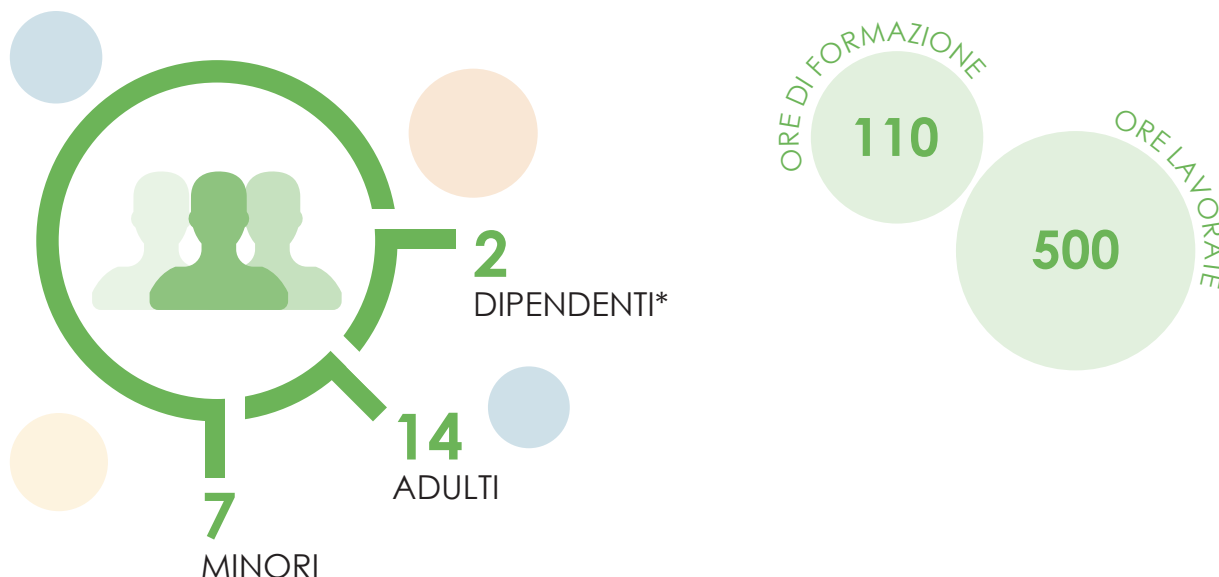 2
DIPENDENTI*
14
ADULTI
7
MINORI
ORE DI FORMAZIONE
110
ORE LAVORATE
500